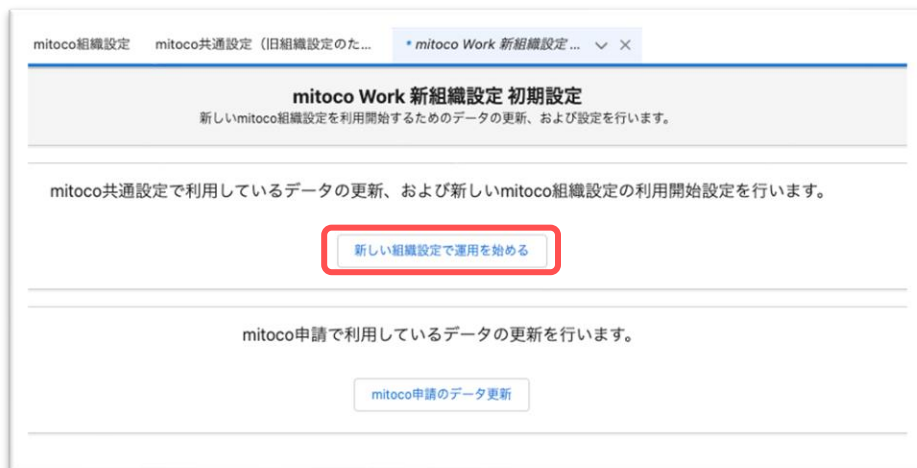 mitoco組織設定 mitoco共通設定（旧組織設定のた... * mitoco Work 新組織設定 ...
mitoco Work 新組織設定 初期設定
新しいmitoco組織設定を利用開始するためのデータの更新、および設定を行います。
mitoco共通設定で利用しているデータの更新、および新しいmitoco組織設定の利用開始設定を行います。
新しい組織設定で運用を始める
mitoco申請で利用しているデータの更新を行います。
mitoco申請のデータ更新